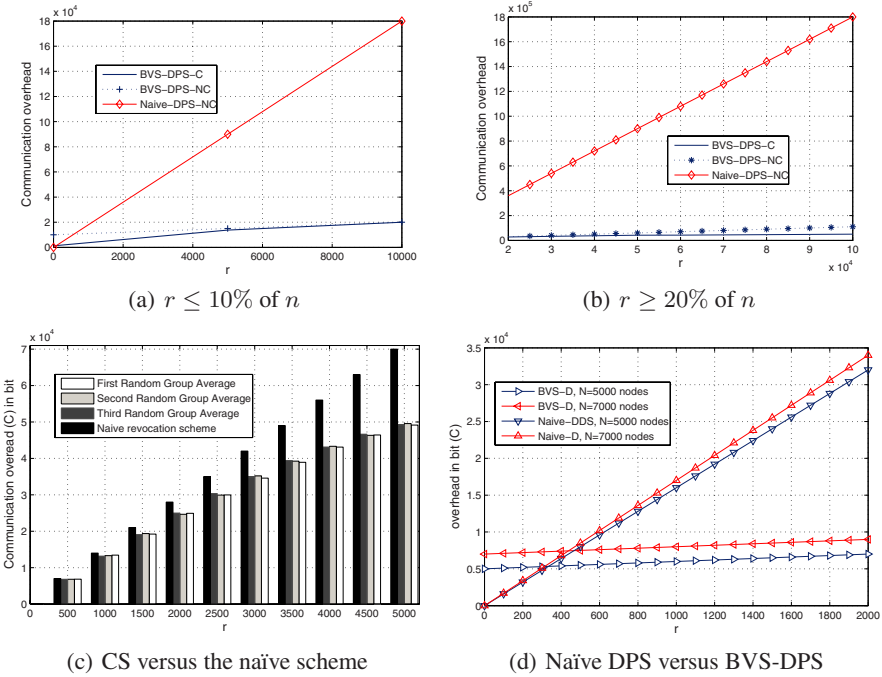 x 10^4
18
16
14
12
10
8
6
4
2
0
Communication overhead
BVS-DPS-C
BVS-DPS-NC
Naive-DPS-NC
0 2000 4000 6000 8000 10000
r
(a) r ≤ 10% of n
x 10^5
18
16
14
12
10
8
6
4
2
0
Communication overhead
BVS-DPS-C
BVS-DPS-NC
Naive-DPS-NC
2 3 4 5 6 7 8 9 10
r
x 10^4
(b) r ≥ 20% of n
x 10^4
7
6
5
4
3
2
1
0
Communication overead (C) in bit
First Random Group Average
Second Random Group Average
Third Random Group Average
Naive revocation scheme
500 1000 1500 2000 2500 3000 3500 4000 4500 5000
r
(c) CS versus the naïve scheme
x 10^4
3.5
3.0
2.5
2.0
1.5
1.0
0.5
0
overhead in bit (C)
BVS-D, N=5000 nodes
BVS-D, N=7000 nodes
Naive-DDS, N=5000 nodes
Naive-D, N=7000 nodes
0 200 400 600 800 1000 1200 1400 1600 1800 2000
r
(d) Naïve DPS versus BVS-DPS